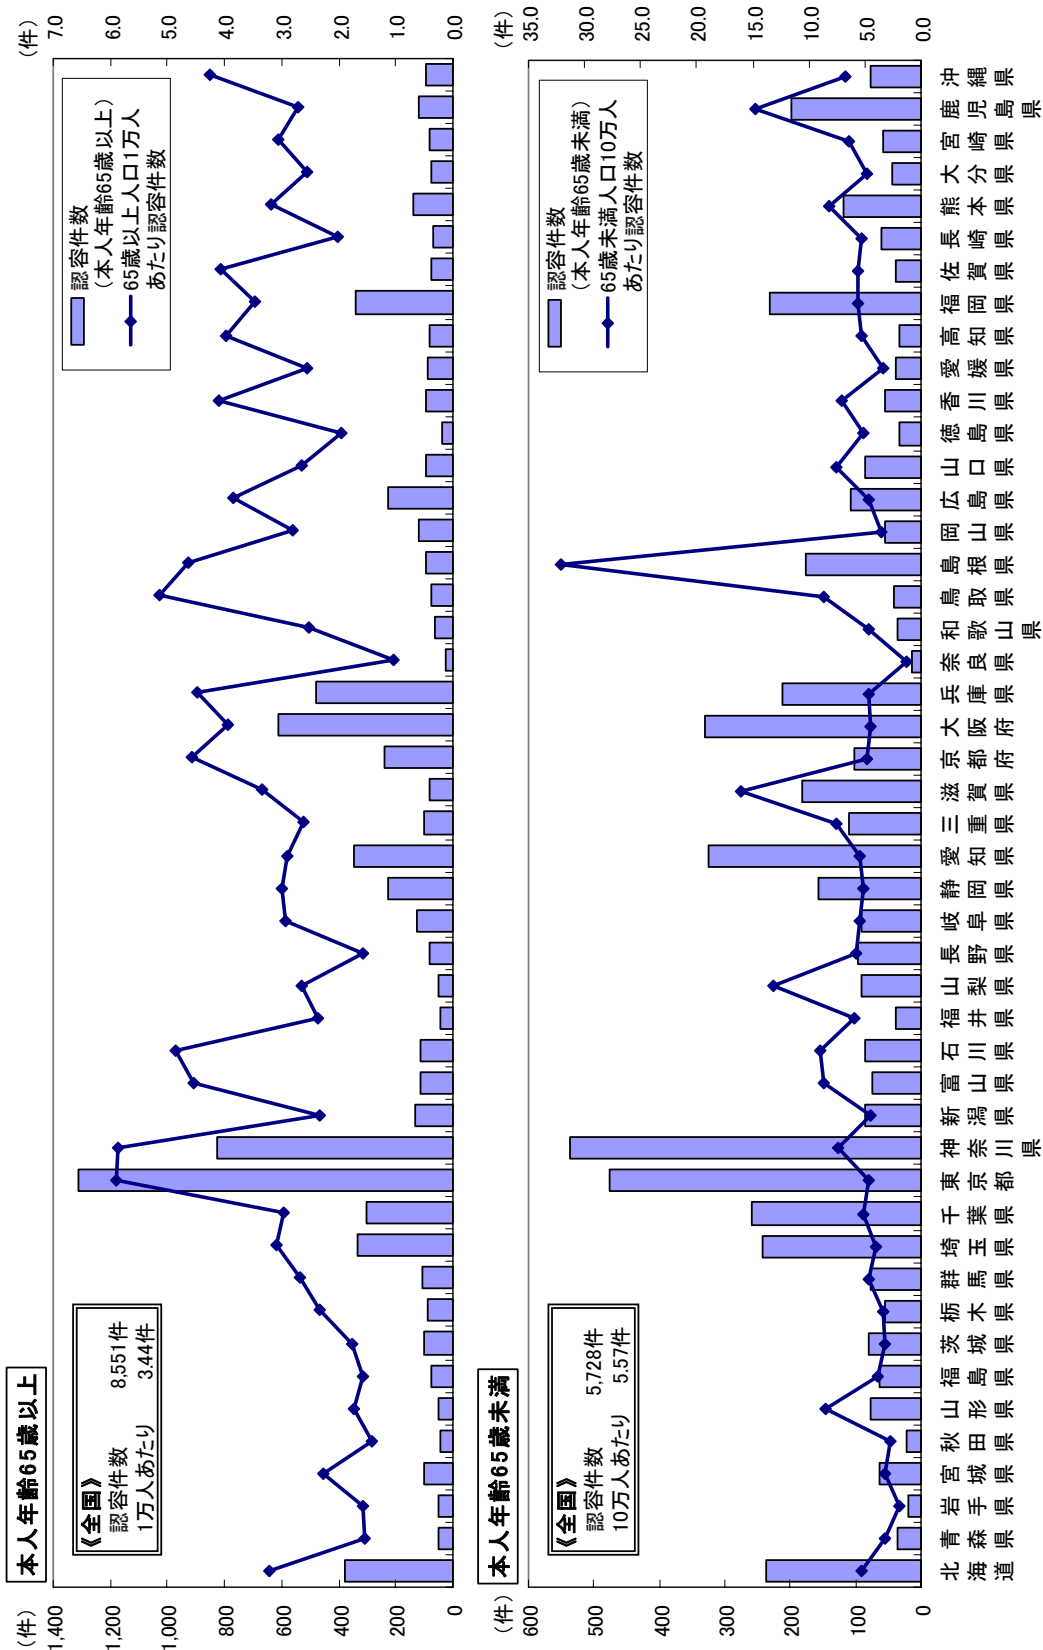 本人年齢65歳以上
(件)
1,400
1,200
1,000
800
600
400
200
0
《全国》
認容件数 8,551件
1万人あたり 3.44件
認容件数
(本人年齢65歳以上)
65歳以上人口1万人
あたり認容件数
(件)
7.0
6.0
5.0
4.0
3.0
2.0
1.0
0.0
本人年齢65歳未満
(件)
600
500
400
300
200
100
0
《全国》
認容件数 5,728件
10万人あたり 5.57件
認容件数
(本人年齢65歳未満)
65歳未満人口10万人
あたり認容件数
(件)
35.0
30.0
25.0
20.0
15.0
10.0
5.0
0.0
北海道
青森県
岩手県
宮城県
秋田県
山形県
福島県
茨城県
栃木県
群馬県
埼玉県
千葉県
東京都
神奈川県
新潟県
富山県
石川県
福井県
山梨県
長野県
岐阜県
静岡県
愛知県
三重県
滋賀県
京都府
大阪府
兵庫県
奈良県
和歌山県
鳥取県
島根県
岡山県
広島県
山口県
徳島県
香川県
愛媛県
高知県
福岡県
佐賀県
長崎県
熊本県
大分県
宮崎県
鹿児島県
沖縄県